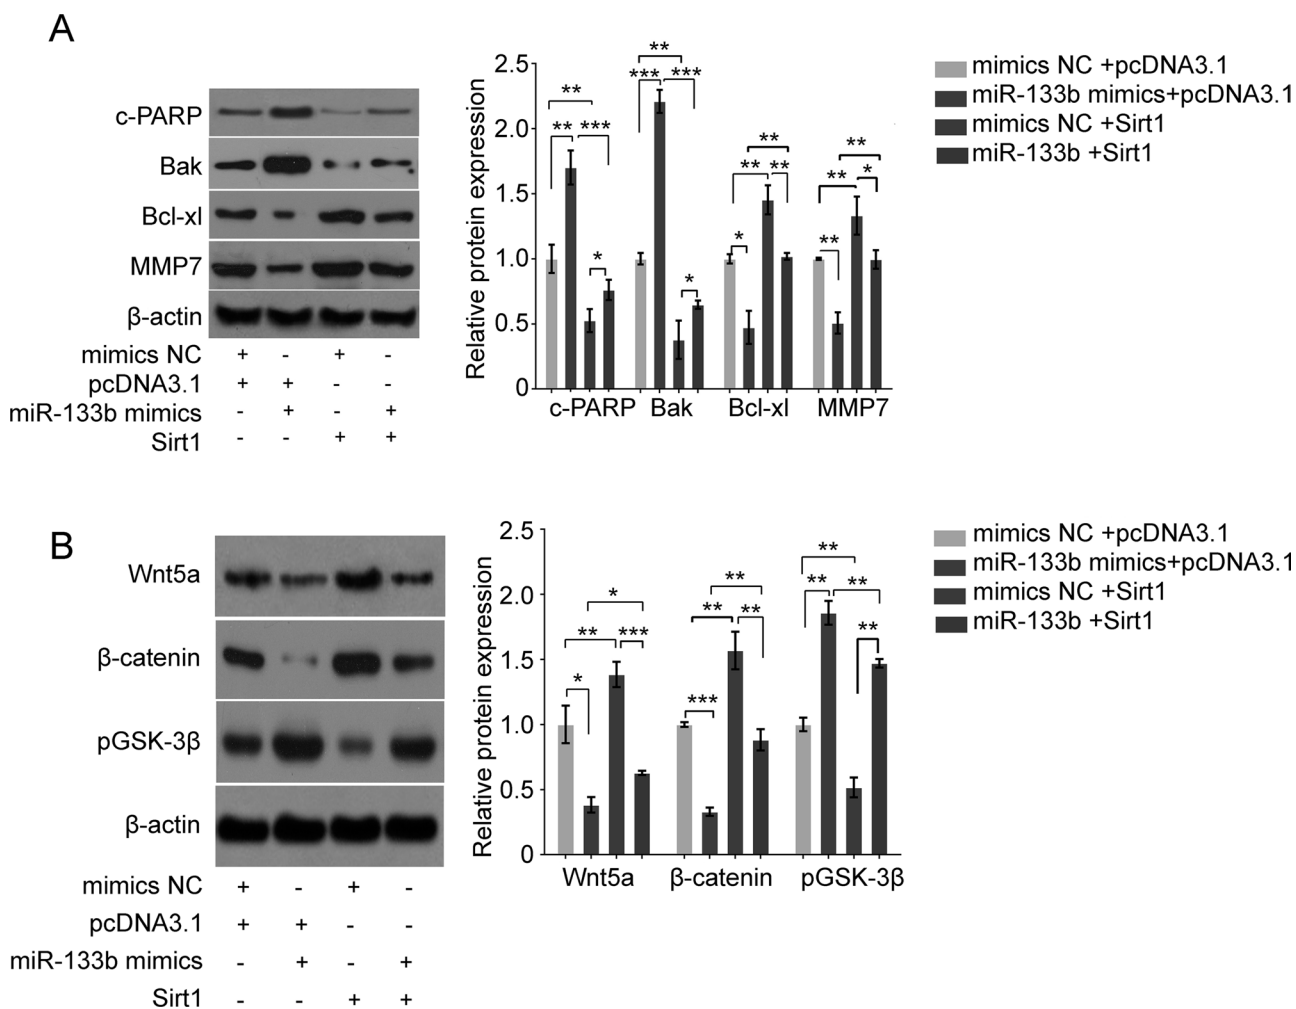 A
c-PARP
Bak
Bcl-xl
MMP7
β-actin
mimics NC + - + -
pcDNA3.1 + + - -
miR-133b mimics - + - +
Sirt1 - - + +
Relative protein expression
2.5
2.0
1.5
1.0
0.5
0
** ** *** *
** *** *** *
* ** ** **
** ** ** *
c-PARP Bak Bcl-xl MMP7
mimics NC +pcDNA3.1
miR-133b mimics+pcDNA3.1
mimics NC +Sirt1
miR-133b +Sirt1
B
Wnt5a
β-catenin
pGSK-3β
β-actin
mimics NC + - + -
pcDNA3.1 + + - -
miR-133b mimics - + - +
Sirt1 - - + +
Relative protein expression
2.5
2.0
1.5
1.0
0.5
0
* ** *** *
*** ** ** **
** ** ** **
Wnt5a β-catenin pGSK-3β
mimics NC +pcDNA3.1
miR-133b mimics+pcDNA3.1
mimics NC +Sirt1
miR-133b +Sirt1